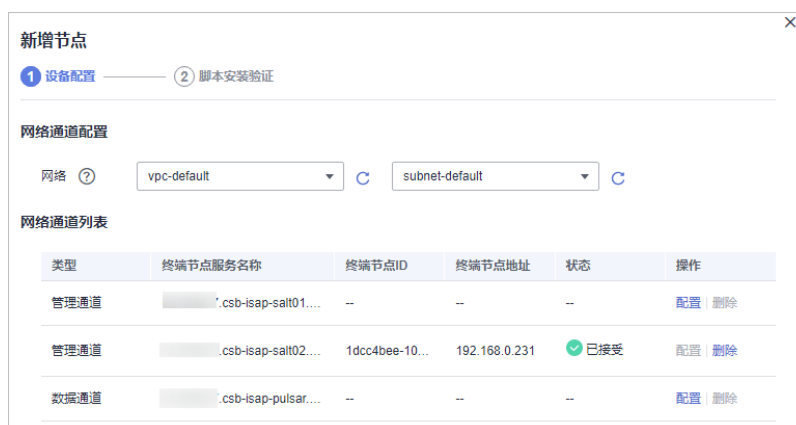 新增节点
1 设备配置 2 脚本安装验证
网络通道配置
网络 ? vpc-default subnet-default
网络通道列表
类型 终端节点服务名称 终端节点ID 终端节点地址 状态 操作
管理通道 .csb-isap-salt01.... -- -- -- 配置 删除
管理通道 .csb-isap-salt02.... 1dcc4bee-10... 192.168.0.231 已接受 配置 删除
数据通道 .csb-isap-pulsar.... -- -- -- 配置 删除